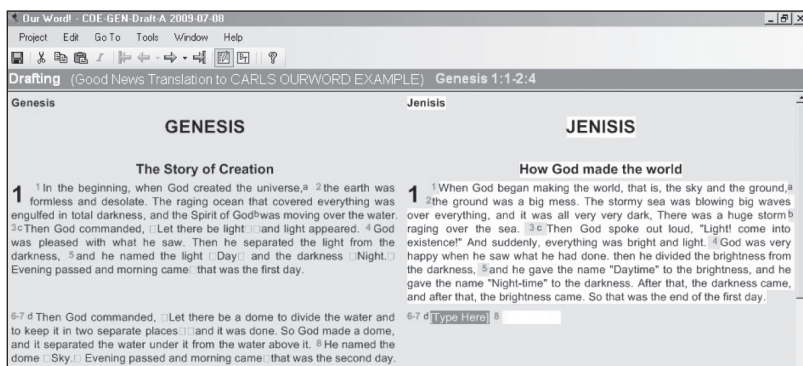 Our Word! - COE-GEN-Draft-A 2009-07-08
Project Edit Go To Tools Window Help
Drafting (Good News Translation to CARLS OURWORD EXAMPLE) Genesis 1:1-2:4
Genesis
GENESIS
The Story of Creation
1 1 In the beginning, when God created the universe,a 2 the earth was
formless and desolate. The raging ocean that covered everything was
engulfed in total darkness, and the Spirit of God b was moving over the water.
3 c Then God commanded, □Let there be light□□and light appeared. 4 God
was pleased with what he saw. Then he separated the light from the
darkness, 5 and he named the light □Day□ and the darkness □Night.□
Evening passed and morning came□that was the first day.
6-7 d Then God commanded, □Let there be a dome to divide the water and
to keep it in two separate places□□and it was done. So God made a dome,
and it separated the water under it from the water above it. 8 He named the
dome □Sky.□ Evening passed and morning came□that was the second day.
Jenisis
JENISIS
How God made the world
1 1 When God began making the world, that is, the sky and the ground,a
2 the ground was a big mess. The stormy sea was blowing big waves
over everything, and it was all very very dark, There was a huge storm b
raging over the sea. 3 c Then God spoke out loud, "Light! come into
existence!" And suddenly, everything was bright and light. 4 God was very
happy when he saw what he had done. then he divided the brightness from
the darkness, 5 and he gave the name "Daytime" to the brightness, and he
gave the name "Night-time" to the darkness. After that, the darkness came,
and after that, the brightness came. So that was the end of the first day.
6-7 d [Type Here] 8